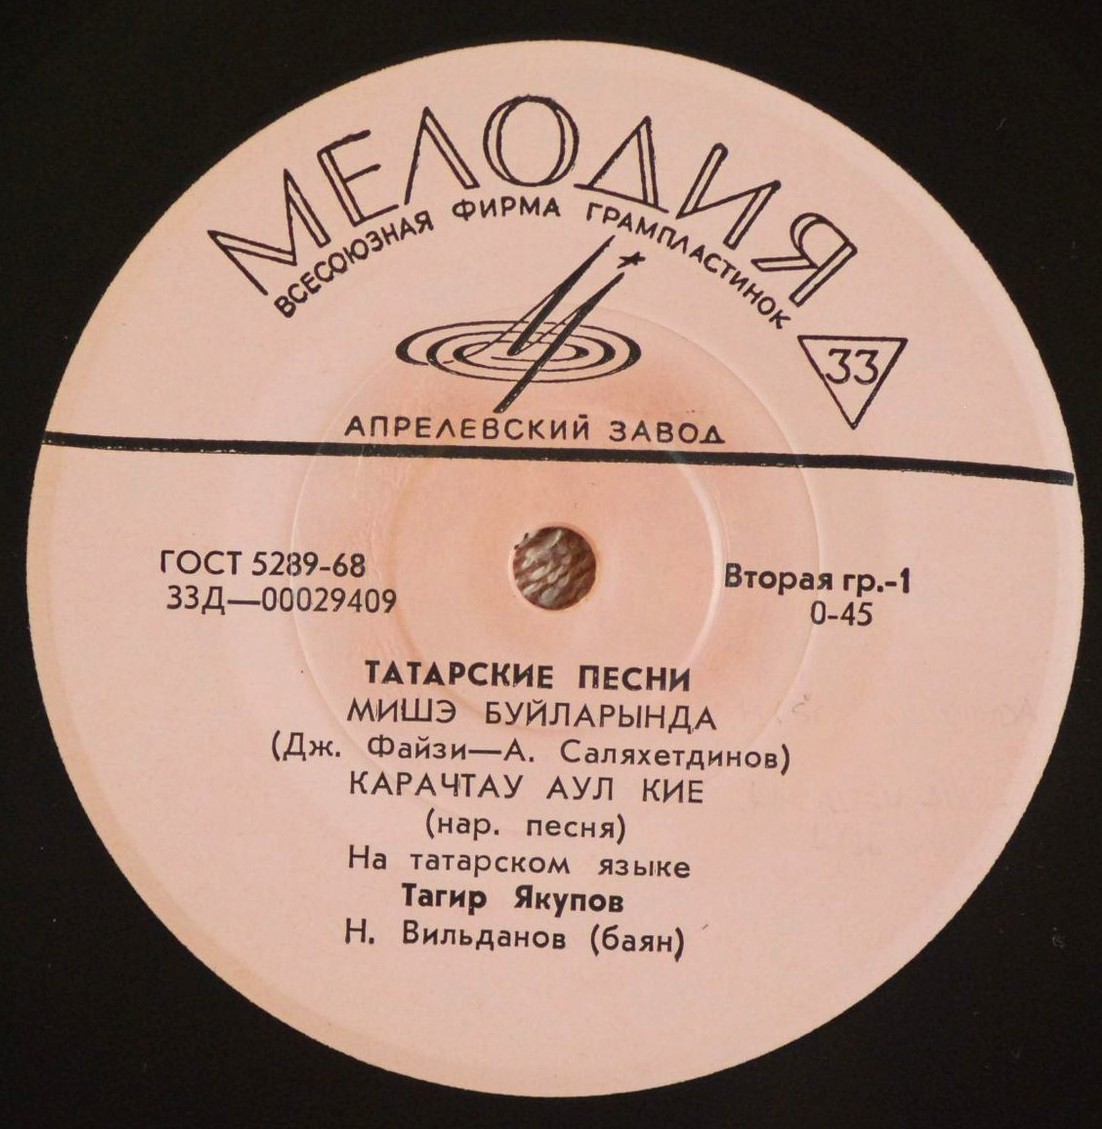 МЕЛОДИЯ
ВСЕСОЮЗНАЯ ФИРМА ГРАМПЛАСТИНОК
33
АПРЕЛЕВСКИЙ ЗАВОД
ГОСТ 5289-68
33Д—00029409
Вторая гр.-1
0-45
ТАТАРСКИЕ ПЕСНИ
МИШЭ БУЙЛАРЫНДА
(Дж. Файзи—А. Саляхетдинов)
КАРАЧТАУ АУЛ КИЕ
(нар. песня)
На татарском языке
Тагир Якупов
Н. Вильданов (баян)